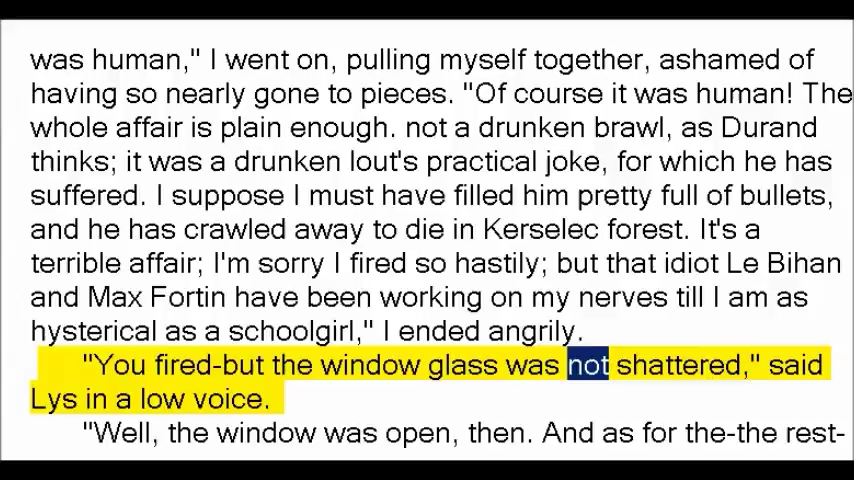 was human," I went on, pulling myself together, ashamed of
having so nearly gone to pieces. "Of course it was human! The
whole affair is plain enough. not a drunken brawl, as Durand
thinks; it was a drunken lout's practical joke, for which he has
suffered. I suppose I must have filled him pretty full of bullets,
and he has crawled away to die in Kerselec forest. It's a
terrible affair; I'm sorry I fired so hastily; but that idiot Le Bihan
and Max Fortin have been working on my nerves till I am as
hysterical as a schoolgirl," I ended angrily.
"You fired-but the window glass was not shattered," said
Lys in a low voice.
"Well, the window was open, then. And as for the-the rest-